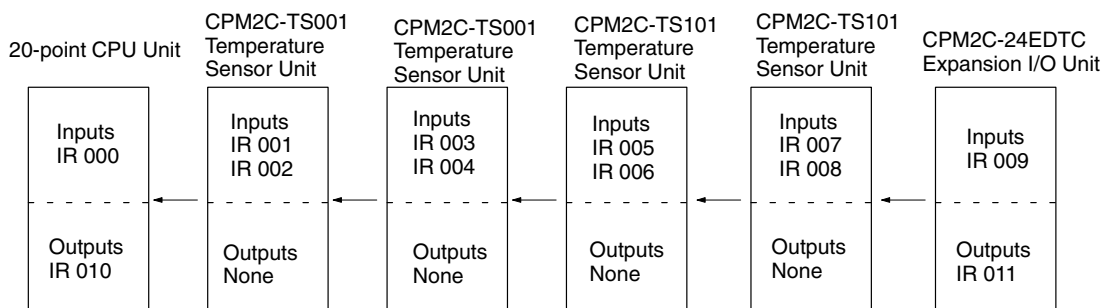 20-point CPU Unit
CPM2C-TS001
Temperature
Sensor Unit
CPM2C-TS001
Temperature
Sensor Unit
CPM2C-TS101
Temperature
Sensor Unit
CPM2C-TS101
Temperature
Sensor Unit
CPM2C-24EDTC
Expansion I/O Unit
Inputs
IR 000
Inputs
IR 001
IR 002
Inputs
IR 003
IR 004
Inputs
IR 005
IR 006
Inputs
IR 007
IR 008
Inputs
IR 009
Outputs
IR 010
Outputs
None
Outputs
None
Outputs
None
Outputs
None
Outputs
IR 011